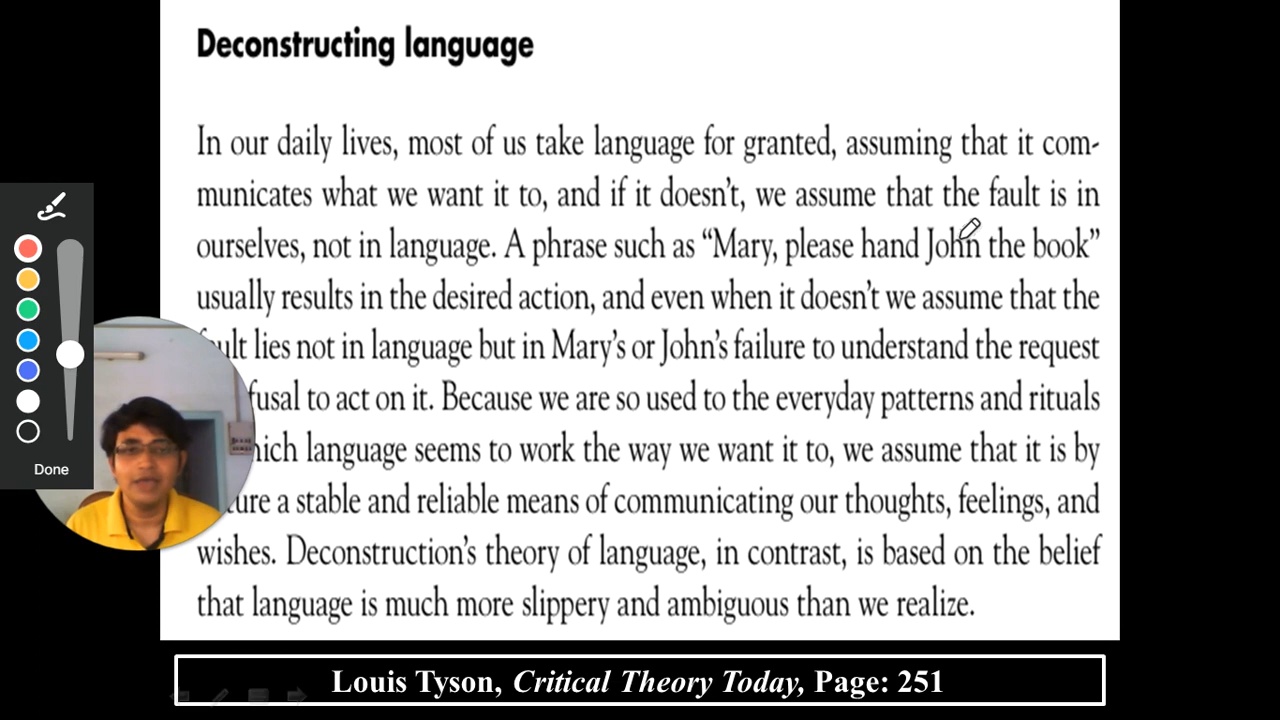 Deconstructing language
In our daily lives, most of us take language for granted, assuming that it com-
municates what we want it to, and if it doesn't, we assume that the fault is in
ourselves, not in language. A phrase such as “Mary, please hand John the book”
usually results in the desired action, and even when it doesn't we assume that the
lies not in language but in Mary's or John's failure to understand the request
to act on it. Because we are so used to the everyday patterns and rituals
language seems to work the way we want it to, we assume that it is by
a stable and reliable means of communicating our thoughts, feelings, and
wishes. Deconstruction's theory of language, in contrast, is based on the belief
that language is much more slippery and ambiguous than we realize.
Done
Louis Tyson, Critical Theory Today, Page: 251